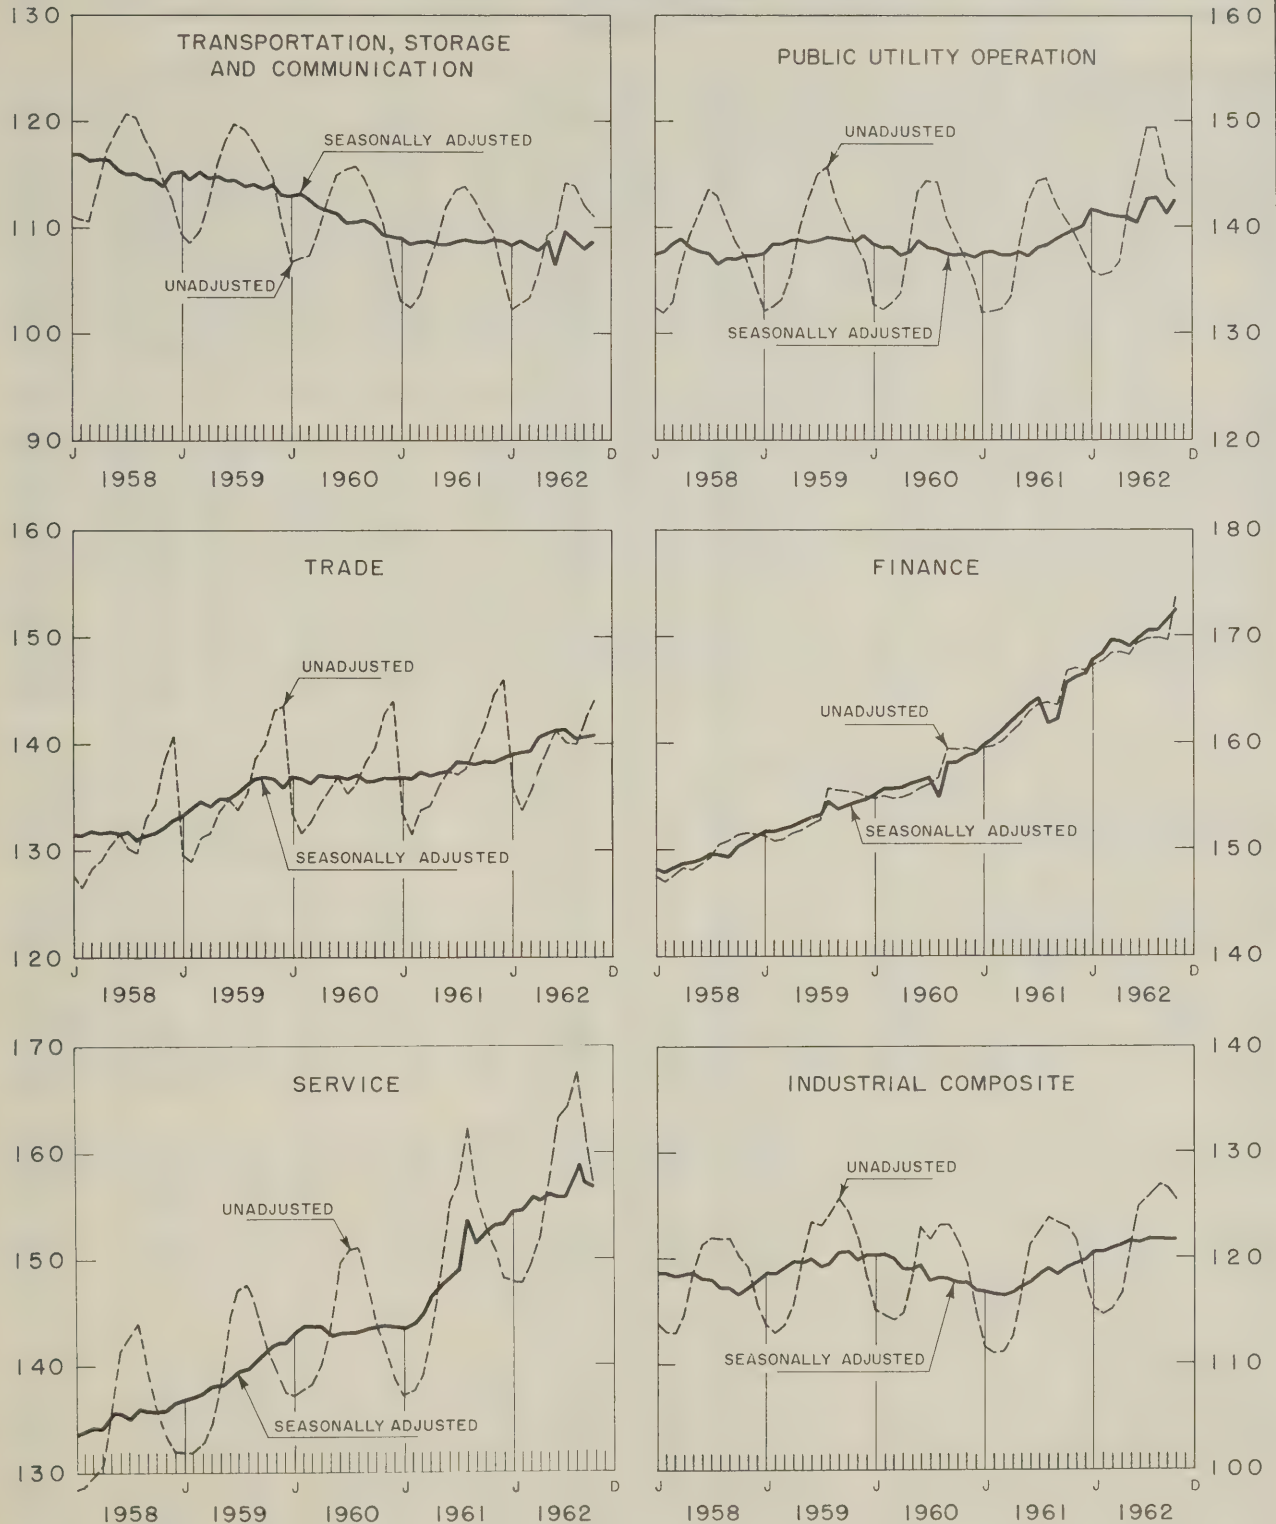 TRANSPORTATION, STORAGE
AND COMMUNICATION
130
120
110
100
90
SEASONALLY ADJUSTED
UNADJUSTED
J J J J J D
1958 1959 1960 1961 1962
PUBLIC UTILITY OPERATION
160
150
140
130
120
UNADJUSTED
SEASONALLY ADJUSTED
J J J J J D
1958 1959 1960 1961 1962
TRADE
160
150
140
130
120
UNADJUSTED
SEASONALLY ADJUSTED
J J J J J D
1958 1959 1960 1961 1962
FINANCE
180
170
160
150
140
UNADJUSTED
SEASONALLY ADJUSTED
J J J J J D
1958 1959 1960 1961 1962
SERVICE
170
160
150
140
130
UNADJUSTED
SEASONALLY ADJUSTED
J J J J D
1958 1959 1960 1961 1962
INDUSTRIAL COMPOSITE
140
130
120
110
100
UNADJUSTED
SEASONALLY ADJUSTED
J J J J J D
1958 1959 1960 1961 1962